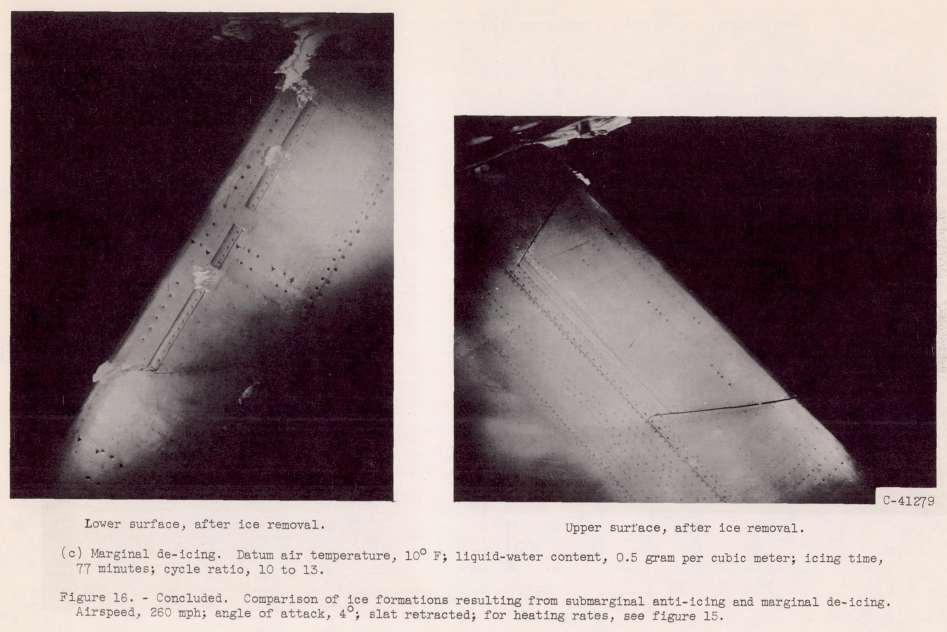 C-41279
Lower surface, after ice removal.
Upper surface, after ice removal.
(c) Marginal de-icing. Datum air temperature, 10° F; liquid-water content, 0.5 gram per cubic meter; icing time,
77 minutes; cycle ratio, 10 to 13.
Figure 16. - Concluded. Comparison of ice formations resulting from submarginal anti-icing and marginal de-icing.
Airspeed, 260 mph; angle of attack, 4°; slat retracted; for heating rates, see figure 15.